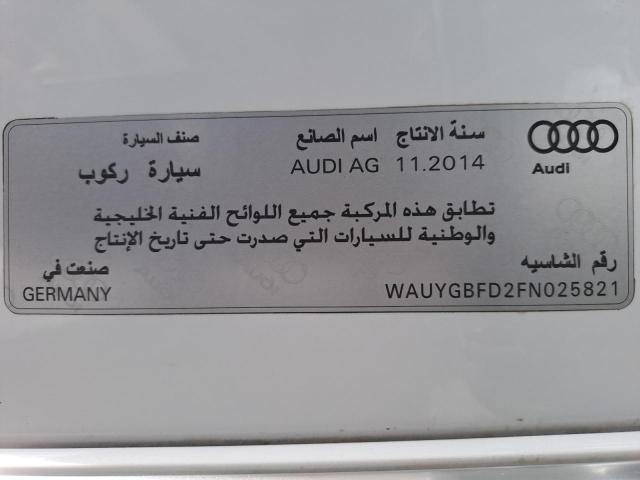 سنة الانتاج اسم الصانع صنف السيارة
Audi 11.2014 AUDI AG سيارة ركوب
تطابق هذه المركبة جميع اللوائح الفنية الخليجية
والوطنية للسيارات التي صدرت حتى تاريخ الإنتاج
رقم الشاسيه صنعت في
WAUYGBFD2FN025821 GERMANY